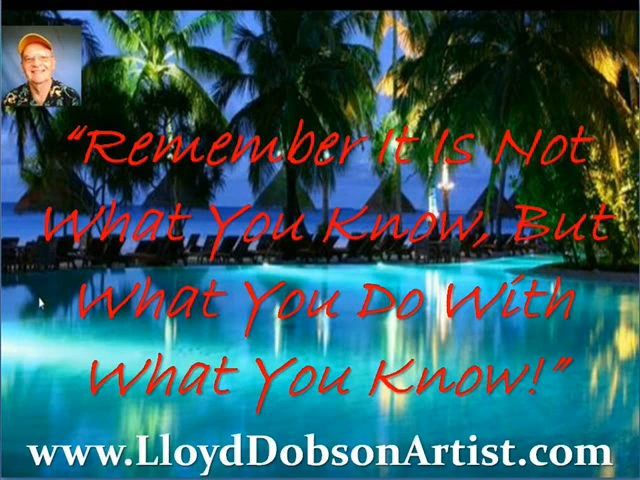 “Remember It Is Not
What You Know, But
What You Do With
What You Know!”
www.LloydDobsonArtist.com